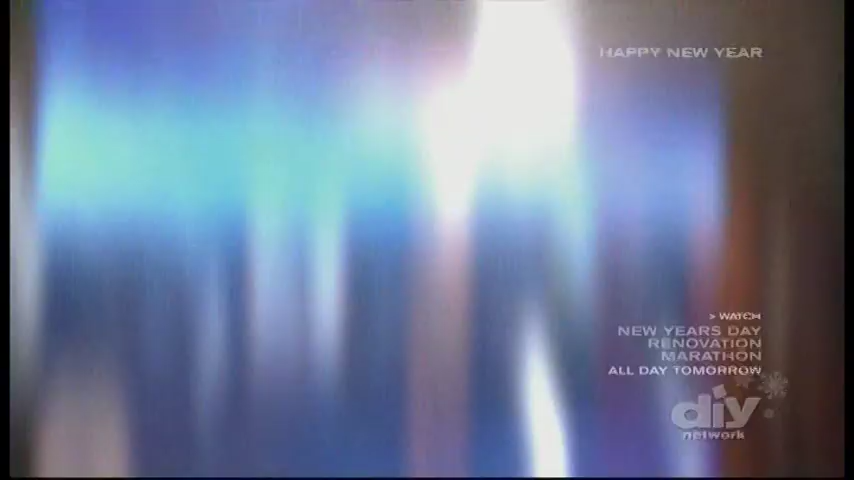 HAPPY NEW YEAR
> WATCH
NEW YEARS DAY
RENOVATION
MARATHON
ALL DAY TOMORROW
diy
network